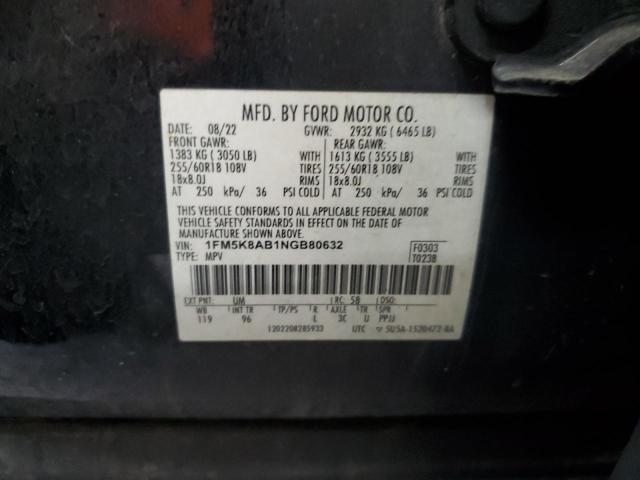 MFD. BY FORD MOTOR CO.
DATE: 08/22 GVWR: 2932 KG ( 6465 LB)
FRONT GAWR: REAR GAWR:
1383 KG ( 3050 LB) WITH 1613 KG ( 3555 LB) WITH
255/60R18 108V TIRES 255/60R18 108V TIRES
18x8.0J RIMS 18x8.0J RIMS
AT 250 kPa/ 36 PSI COLD AT 250 kPa/ 36 PSI COLD
THIS VEHICLE CONFORMS TO ALL APPLICABLE FEDERAL MOTOR
VEHICLE SAFETY STANDARDS IN EFFECT ON THE DATE OF
MANUFACTURE SHOWN ABOVE.
VIN: 1FM5K8AB1NGB80632 F0303
TYPE: MPV T0238
EXT PNT: UM RC: 58 DSO:
WB INT TR TP/PS R AXLE TR SPR
119 96 L 3C U PPJJ
1202208285933 UTC 5U5A-1520472-BA